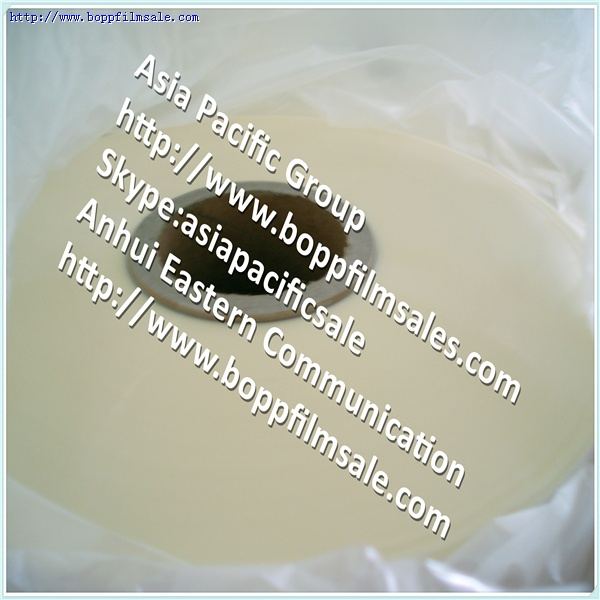 http://www.boppfilmsale.com
Asia Pacific Group
http://www.boppfilmsales.com
Skype:asiapacificsale
Anhui Eastern Communication
http://www.boppfilmsale.com